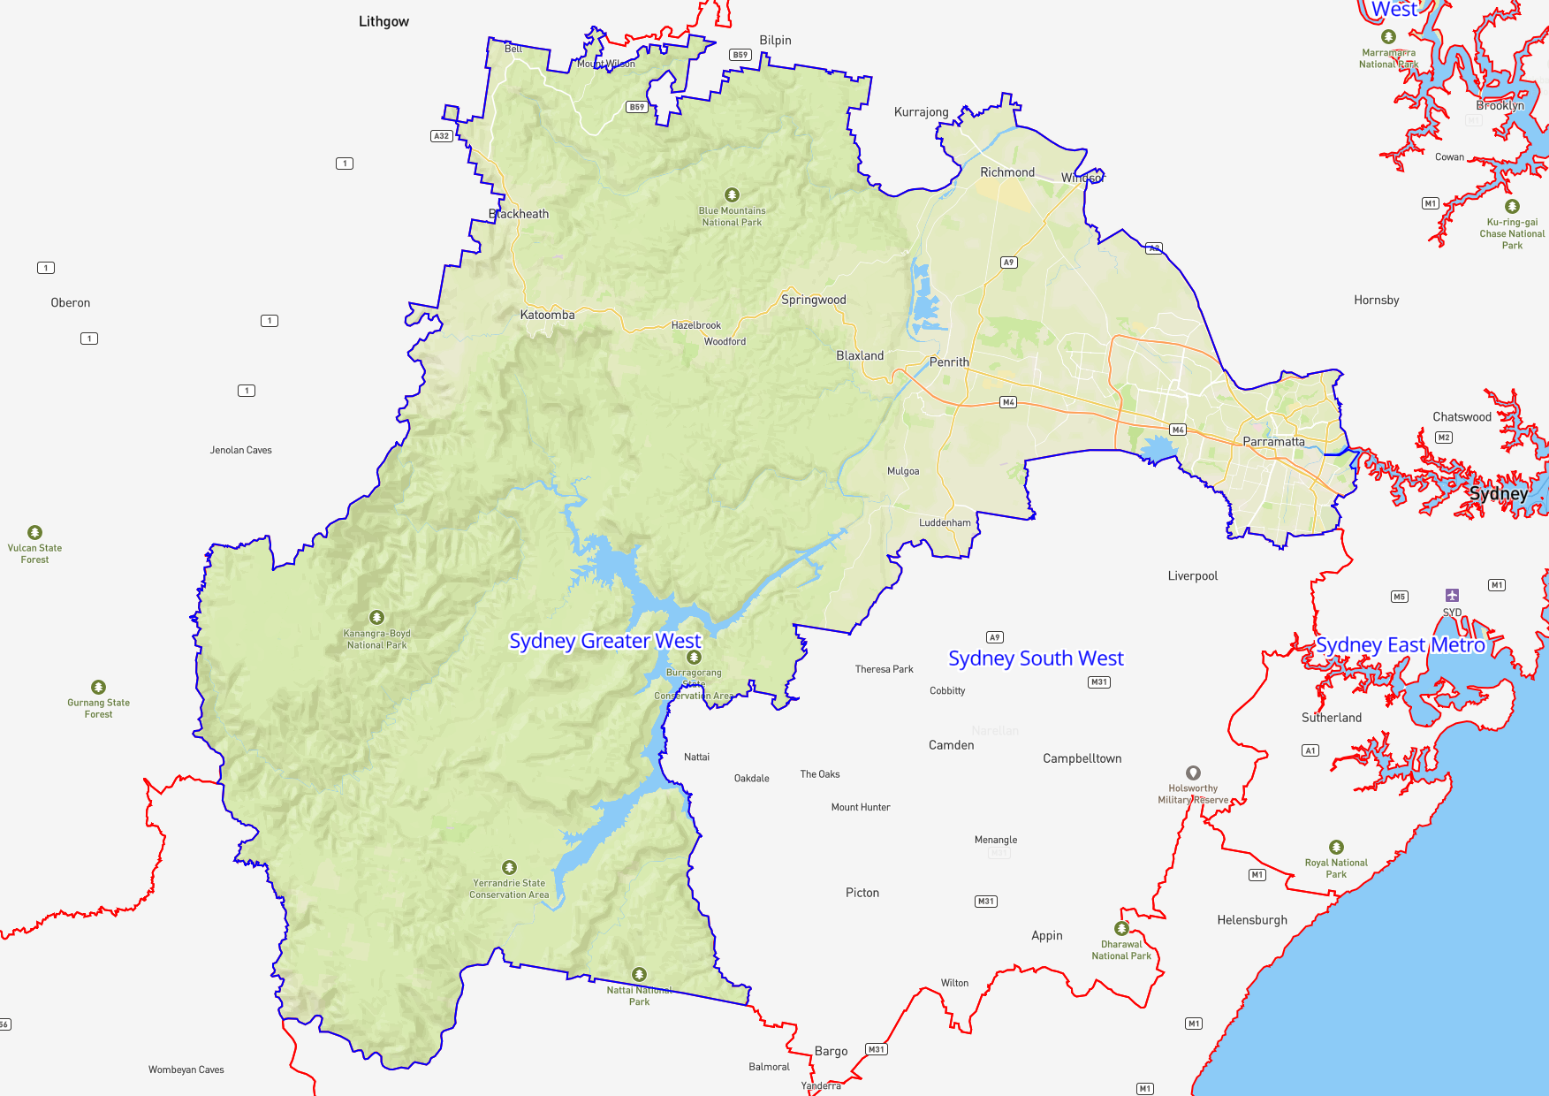 Lithgow
West
Bilpin
Bell
Marramarra
National Park
B59
Mount Wilson
Brooklyn
B59
Kurrajong
M1
A32
Cowan
1
Richmond
Windsor
M1
Blue Mountains
National Park
Blackheath
Ku-ring-gai
Chase National
Park
A2
A9
1
Oberon
Springwood
Hornsby
Katoomba
1
Hazelbrook
Woodford
1
Blaxland
Penrith
1
M4
Chatswood
M4
M2
Parramatta
Jenolan Caves
Mulgoa
Sydney
Luddenham
Vulcan State
Forest
Liverpool
M1
M5
SYD
Kanangra-Boyd
National Park
Sydney Greater West
A9
Sydney South West
Sydney East Metro
Theresa Park
Burragorang
State
Conservation Area
M31
Cobbitty
Gurnang State
Forest
Sutherland
Narellan
Camden
A1
Nattai
Campbelltown
Oakdale
The Oaks
Holsworthy
Military Reserve
Mount Hunter
Menangle
Royal National
Park
Yerrandrie State
Conservation Area
M1
Picton
M31
Helensburgh
Appin
Dharawal
National Park
Nattai National
Park
Wilton
56
M1
Bargo
M31
Wombeyan Caves
Balmoral
Yanderra
M1